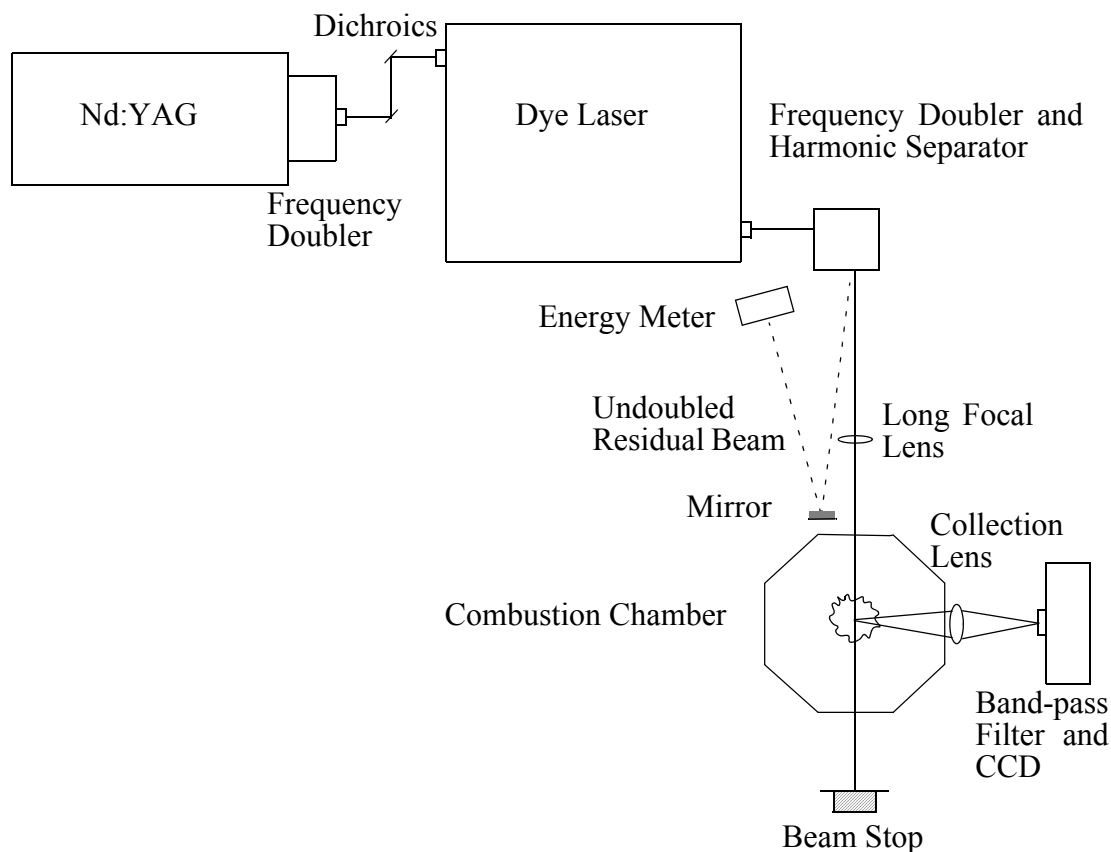 Dichroics
Nd:YAG
Dye Laser
Frequency Doubler and
Harmonic Separator
Frequency
Doubler
Energy Meter
Undoubled
Residual Beam
Long Focal
Lens
Mirror
Collection
Lens
Combustion Chamber
Band-pass
Filter and
CCD
Beam Stop